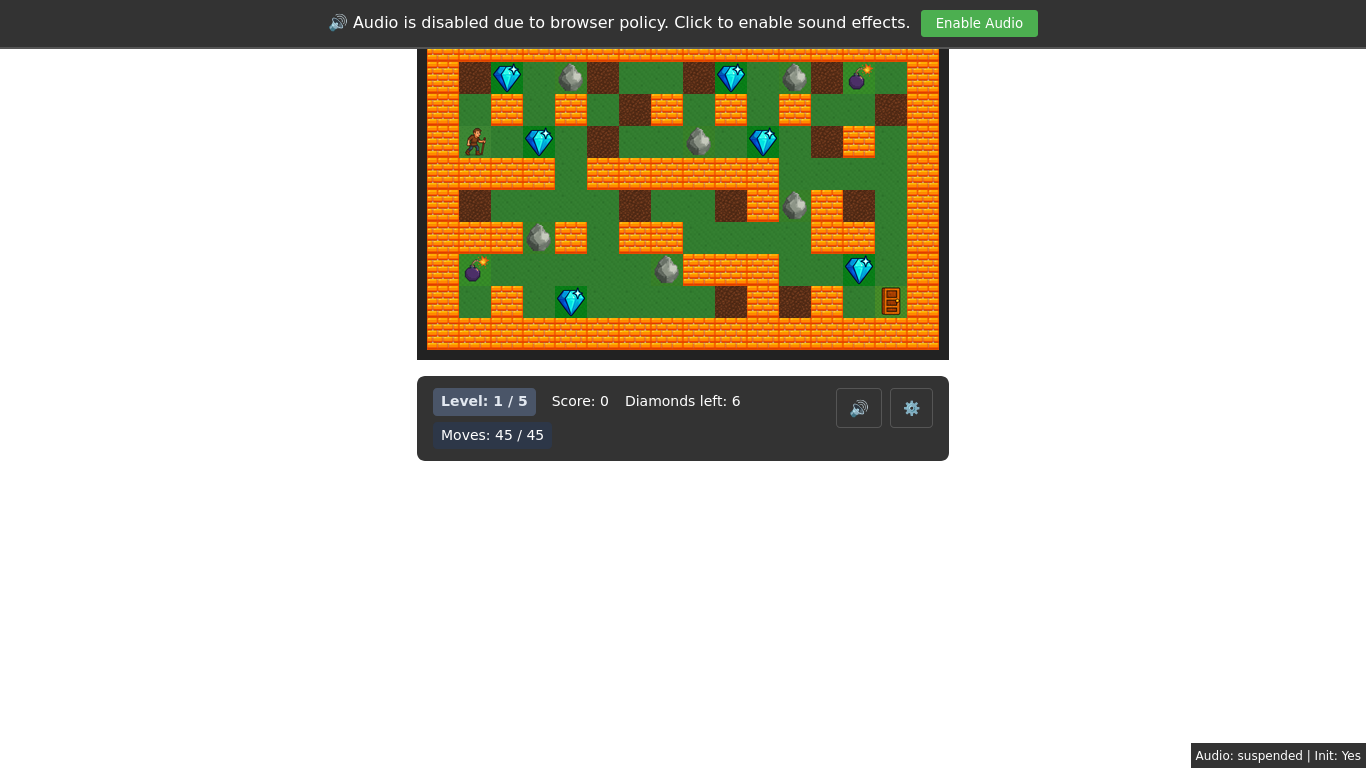 🔊 Audio is disabled due to browser policy. Click to enable sound effects. Enable Audio
Level: 1 / 5 Score: 0 Diamonds left: 6
Moves: 45 / 45
Audio: suspended | Init: Yes